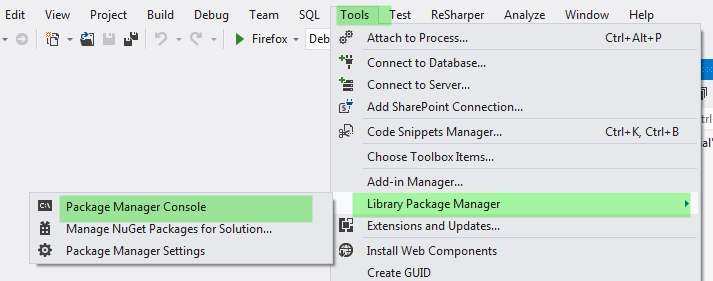 Edit View Project Build Debug Team SQL Tools Test ReSharper Analyze Window Help
Firefox
Attach to Process... Ctrl+Alt+P
Connect to Database...
Connect to Server...
Add SharePoint Connection...
Code Snippets Manager... Ctrl+K, Ctrl+B
Choose Toolbox Items...
Add-in Manager...
Library Package Manager
Extensions and Updates...
Install Web Components
Create GUID
C:\
Package Manager Console
Manage NuGet Packages for Solution...
Package Manager Settings